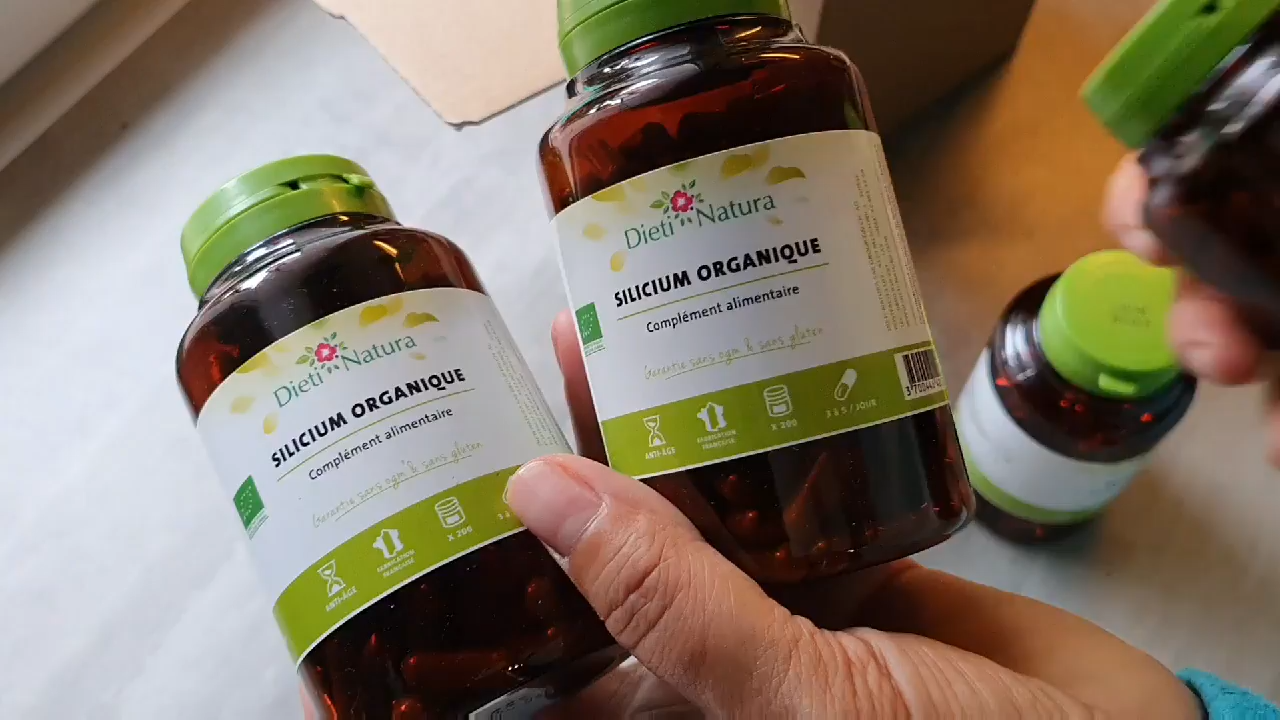 Dieti Natura
SILICIUM ORGANIQUE
Complément alimentaire
Garantie sans ogm & sans gluten
ANTI-ÂGE
FABRICATION
FRANÇAISE
X 200
Dieti Natura
SILICIUM ORGANIQUE
Complément alimentaire
Garantie sans ogm & sans gluten
ANTI-ÂGE
FABRICATION
FRANÇAISE
X 200
3 à 5 / JOUR